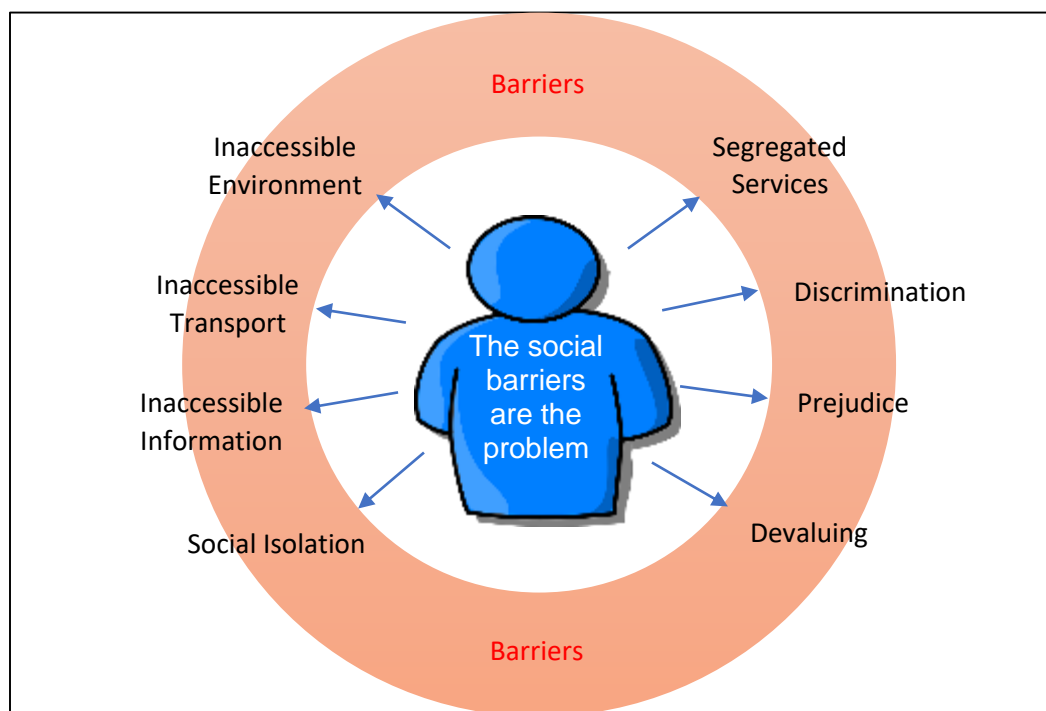 Barriers
Inaccessible
Environment
Segregated
Services
Inaccessible
Transport
Discrimination
The social
barriers
are the
problem
Inaccessible
Information
Prejudice
Social Isolation
Devaluing
Barriers